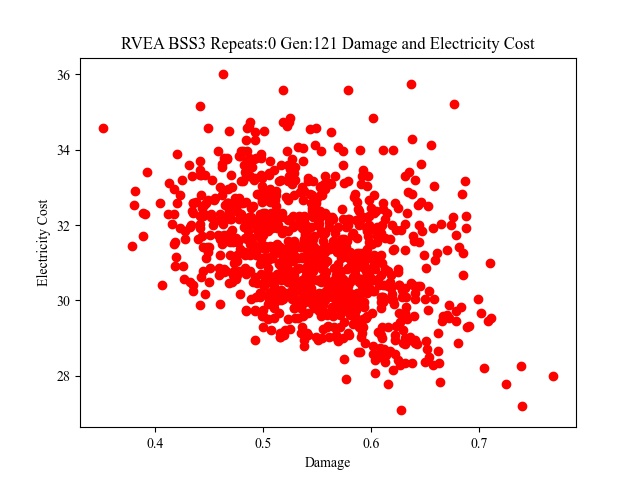 RVEA BSS3 Repeats:0 Gen:121 Damage and Electricity Cost
36
34
32
30
28
Electricity Cost
0.4 0.5 0.6 0.7
Damage